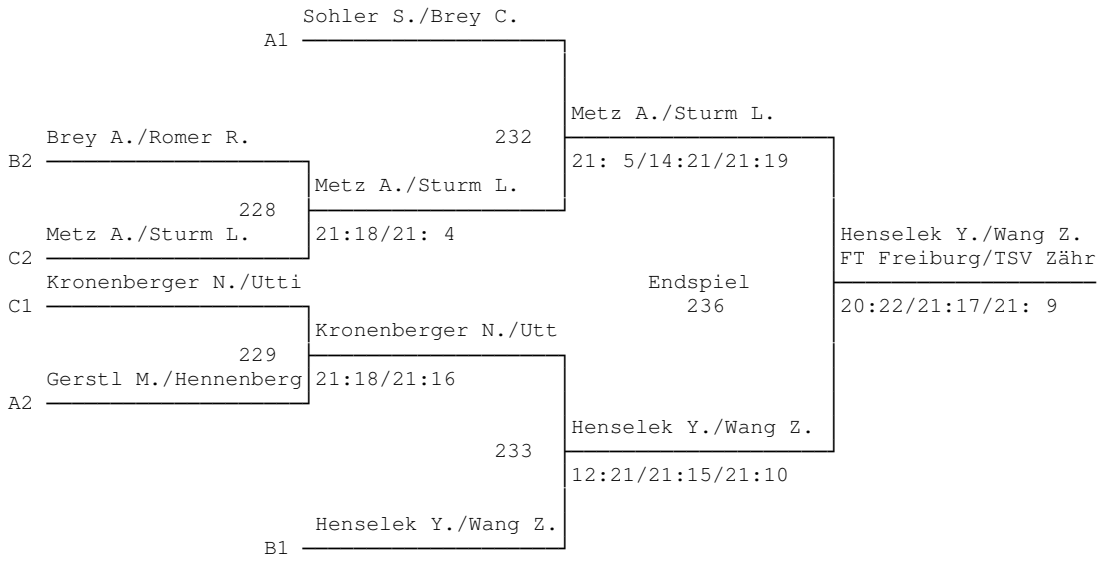 Sohler S./Brey C.
A1
Metz A./Sturm L.
Brey A./Romer R.
232
B2
21: 5/14:21/21:19
Metz A./Sturm L.
228
Metz A./Sturm L.
21:18/21: 4
Henselek Y./Wang Z.
C2
FT Freiburg/TSV Zähr
Kronenberger N./Utti
Endspiel
C1
236
20:22/21:17/21: 9
Kronenberger N./Utt
229
Gerstl M./Hennenberg
21:18/21:16
A2
Henselek Y./Wang Z.
233
12:21/21:15/21:10
Henselek Y./Wang Z.
B1